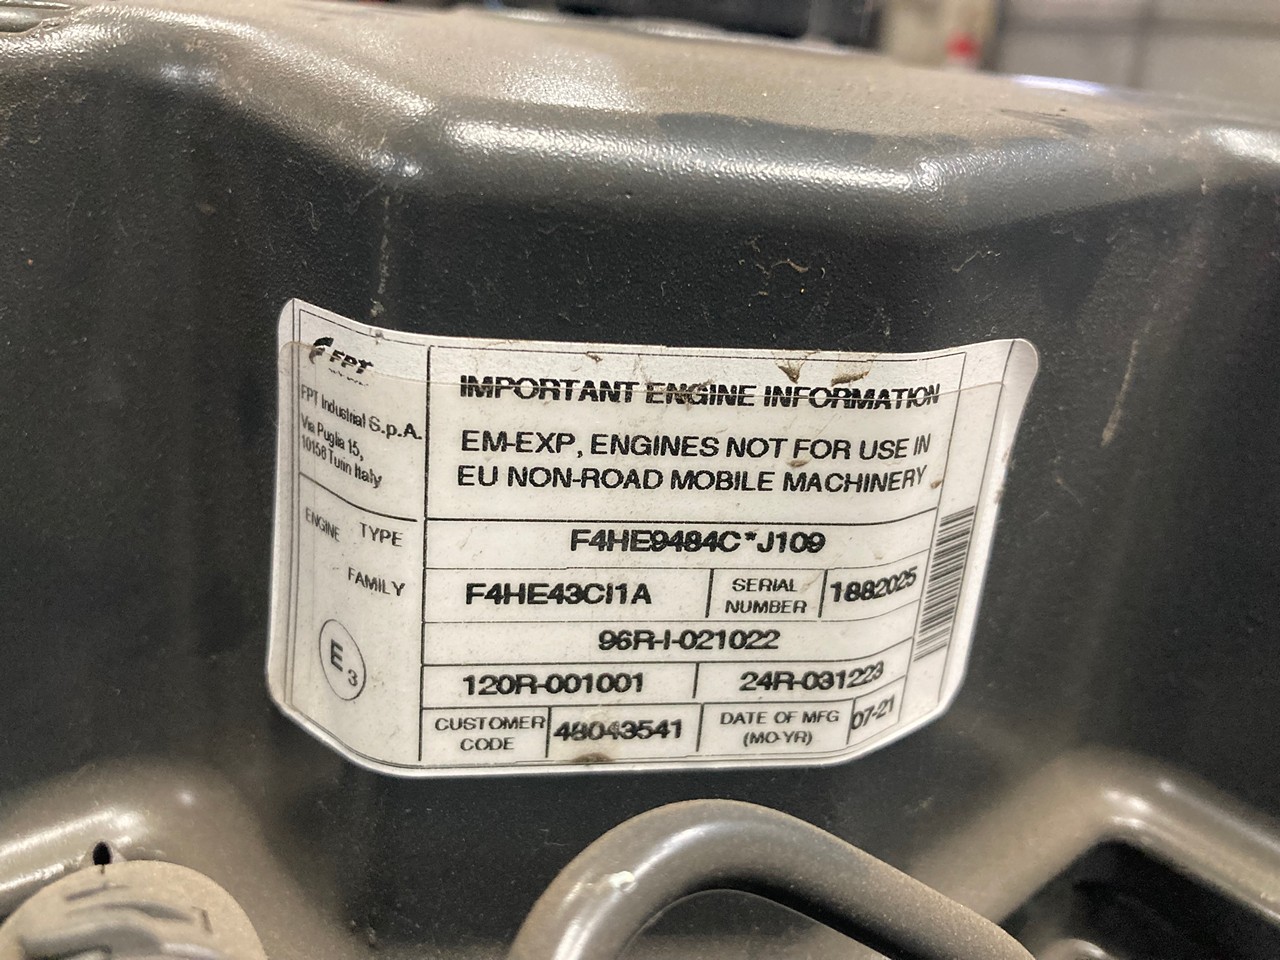 FPT
FPT Industrial S.p.A.
Via Puglia 15,
10156 Turin Italy
IMPORTANT ENGINE INFORMATION
EM-EXP, ENGINES NOT FOR USE IN
EU NON-ROAD MOBILE MACHINERY
ENGINE TYPE
F4HE9484C*J109
FAMILY
F4HE43CI1A
SERIAL
NUMBER
1882025
E3
96R-I-021022
120R-001001
24R-031223
CUSTOMER
CODE
48043541
DATE OF MFG
(MO-YR)
07-21